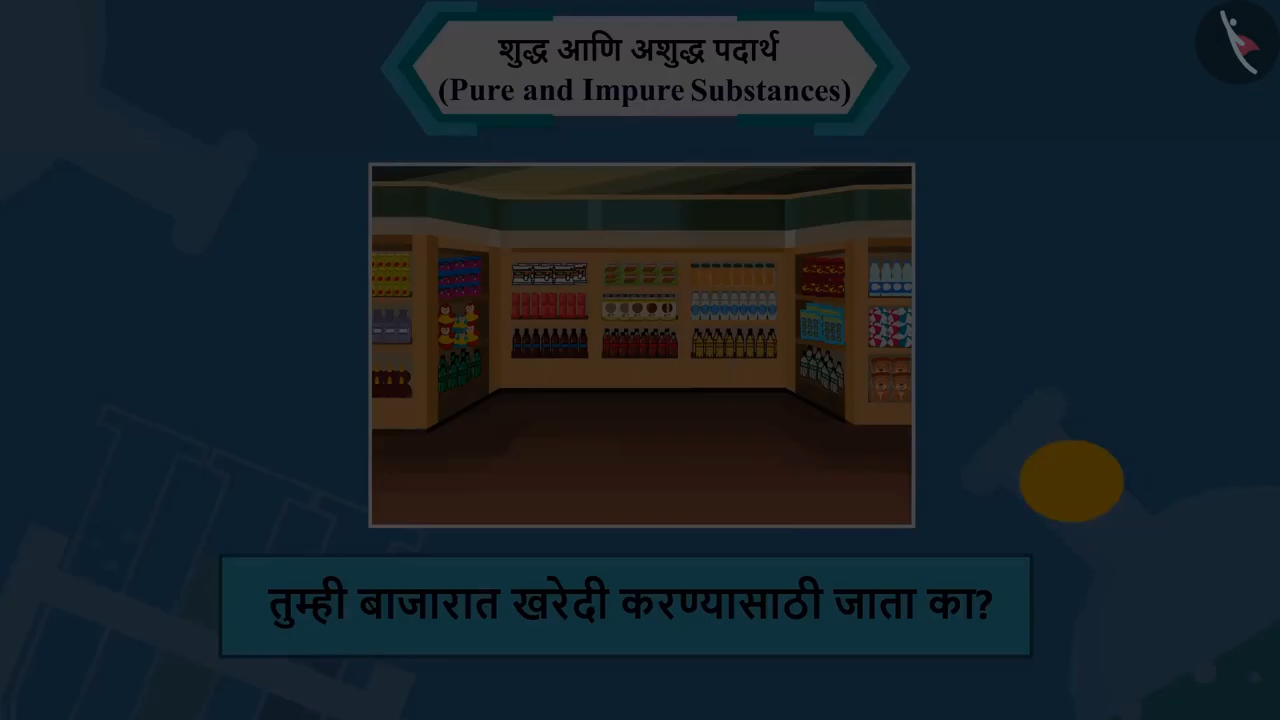 शुद्ध आणि अशुद्ध पदार्थ
(Pure and Impure Substances)
तुम्ही बाजारात खरेदी करण्यासाठी जाता का?